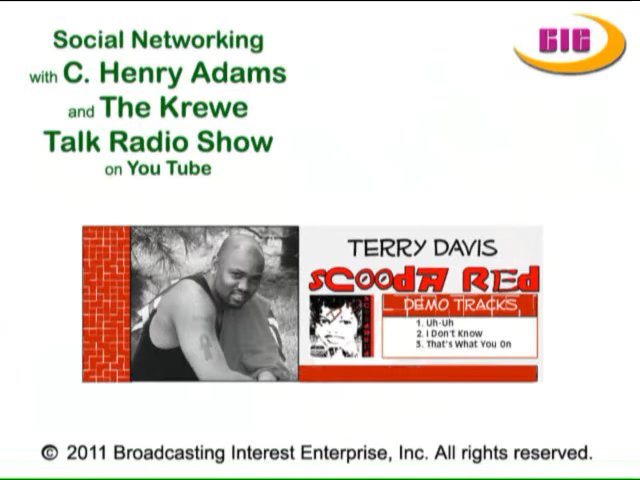 Social Networking
with C. Henry Adams
and The Krewe
Talk Radio Show
on You Tube
TERRY DAVIS
SCOODA RED
DEMO TRACKS
1. Uh-Uh
2. I Don't Know
3. That's What You On
© 2011 Broadcasting Interest Enterprise, Inc. All rights reserved.